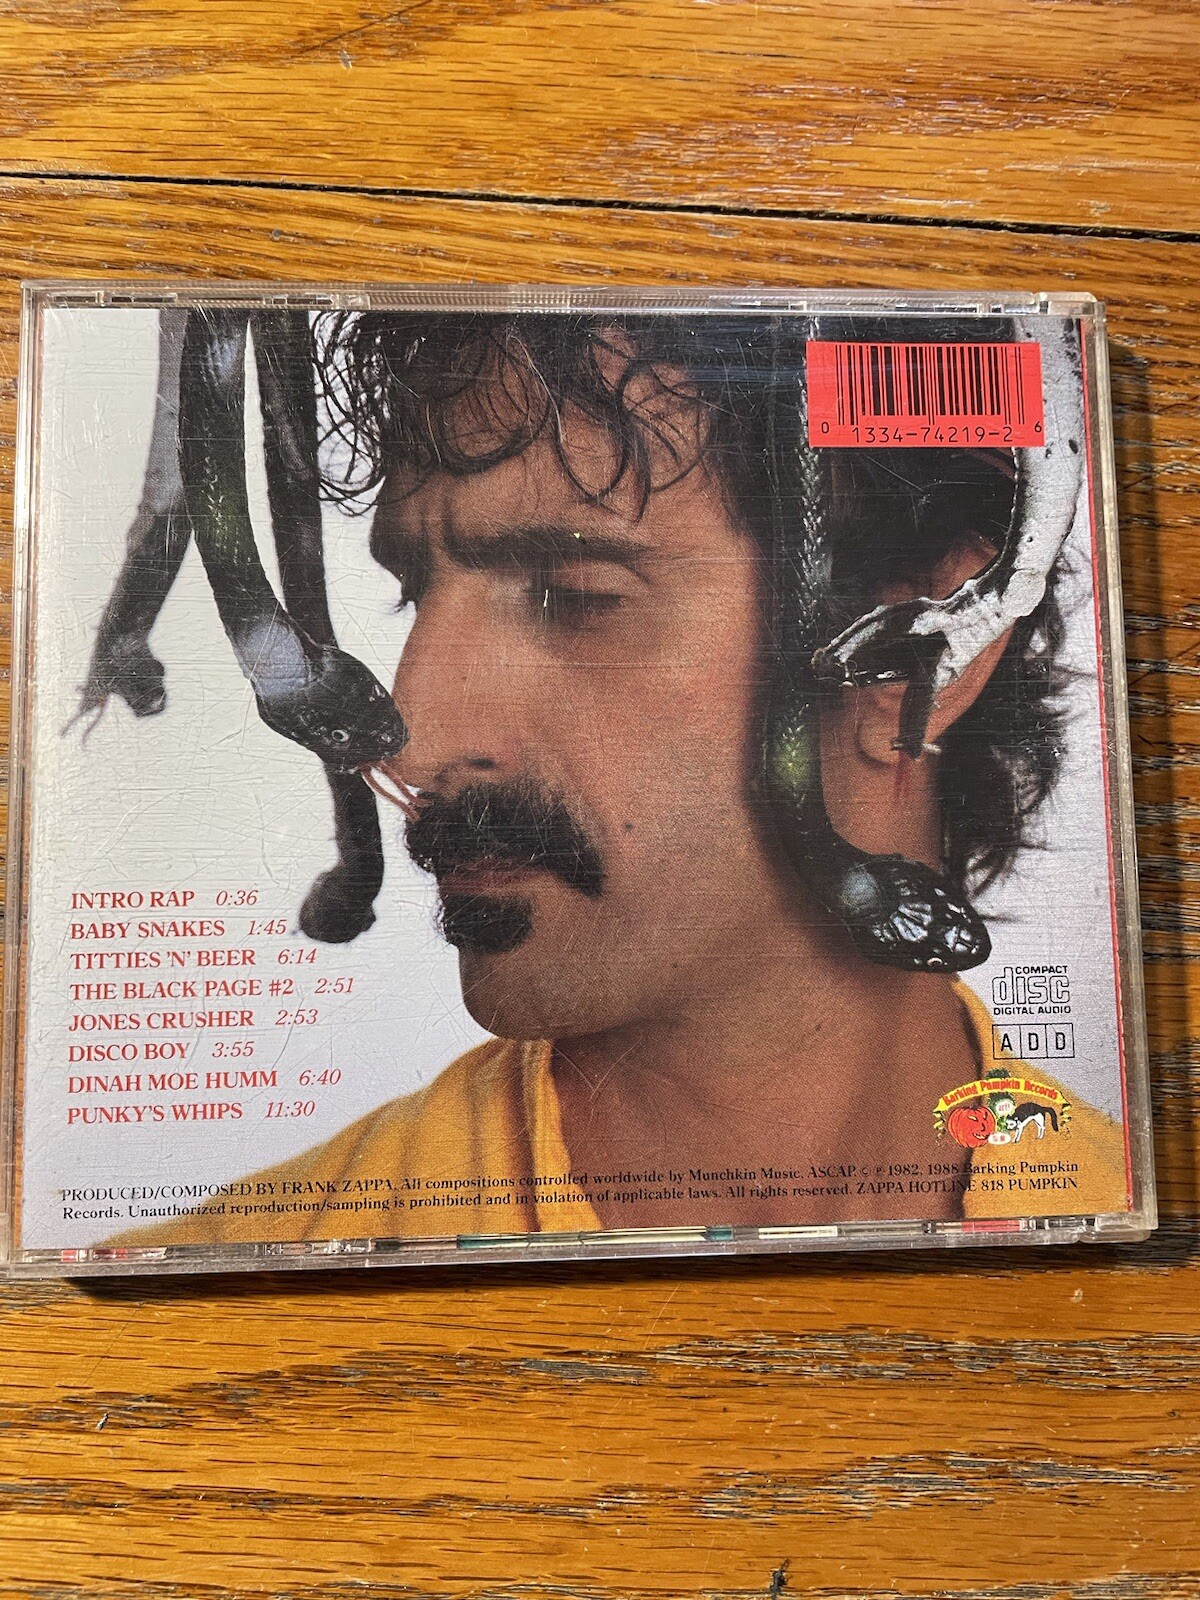 0 1334-74219-2 6
INTRO RAP 0:36
BABY SNAKES 1:45
TITTIES 'N' BEER 6:14
THE BLACK PAGE #2 2:51
JONES CRUSHER 2:53
DISCO BOY 3:55
DINAH MOE HUMM 6:40
PUNKY'S WHIPS 11:30
COMPACT
disc
DIGITAL AUDIO
A D D
Barking Pumpkin Records
PRODUCED/COMPOSED BY FRANK ZAPPA. All compositions controlled worldwide by Munchkin Music. ASCAP. © ℗ 1982, 1988 Barking Pumpkin
Records. Unauthorized reproduction/sampling is prohibited and in violation of applicable laws. All rights reserved. ZAPPA HOTLINE 818 PUMPKIN